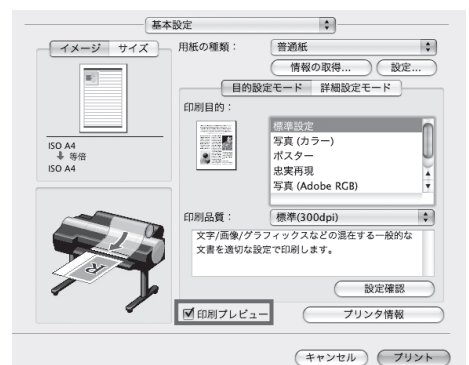 基本設定
イメージ サイズ
用紙の種類： 普通紙
情報の取得... 設定...
目的設定モード 詳細設定モード
印刷目的：
標準設定
写真 (カラー)
ポスター
忠実再現
写真 (Adobe RGB)
ISO A4
等倍
ISO A4
印刷品質： 標準(300dpi)
文字/画像/グラフィックスなどの混在する一般的な
文書を適切な設定で印刷します。
設定確認
印刷プレビュー
プリンタ情報
キャンセル プリント